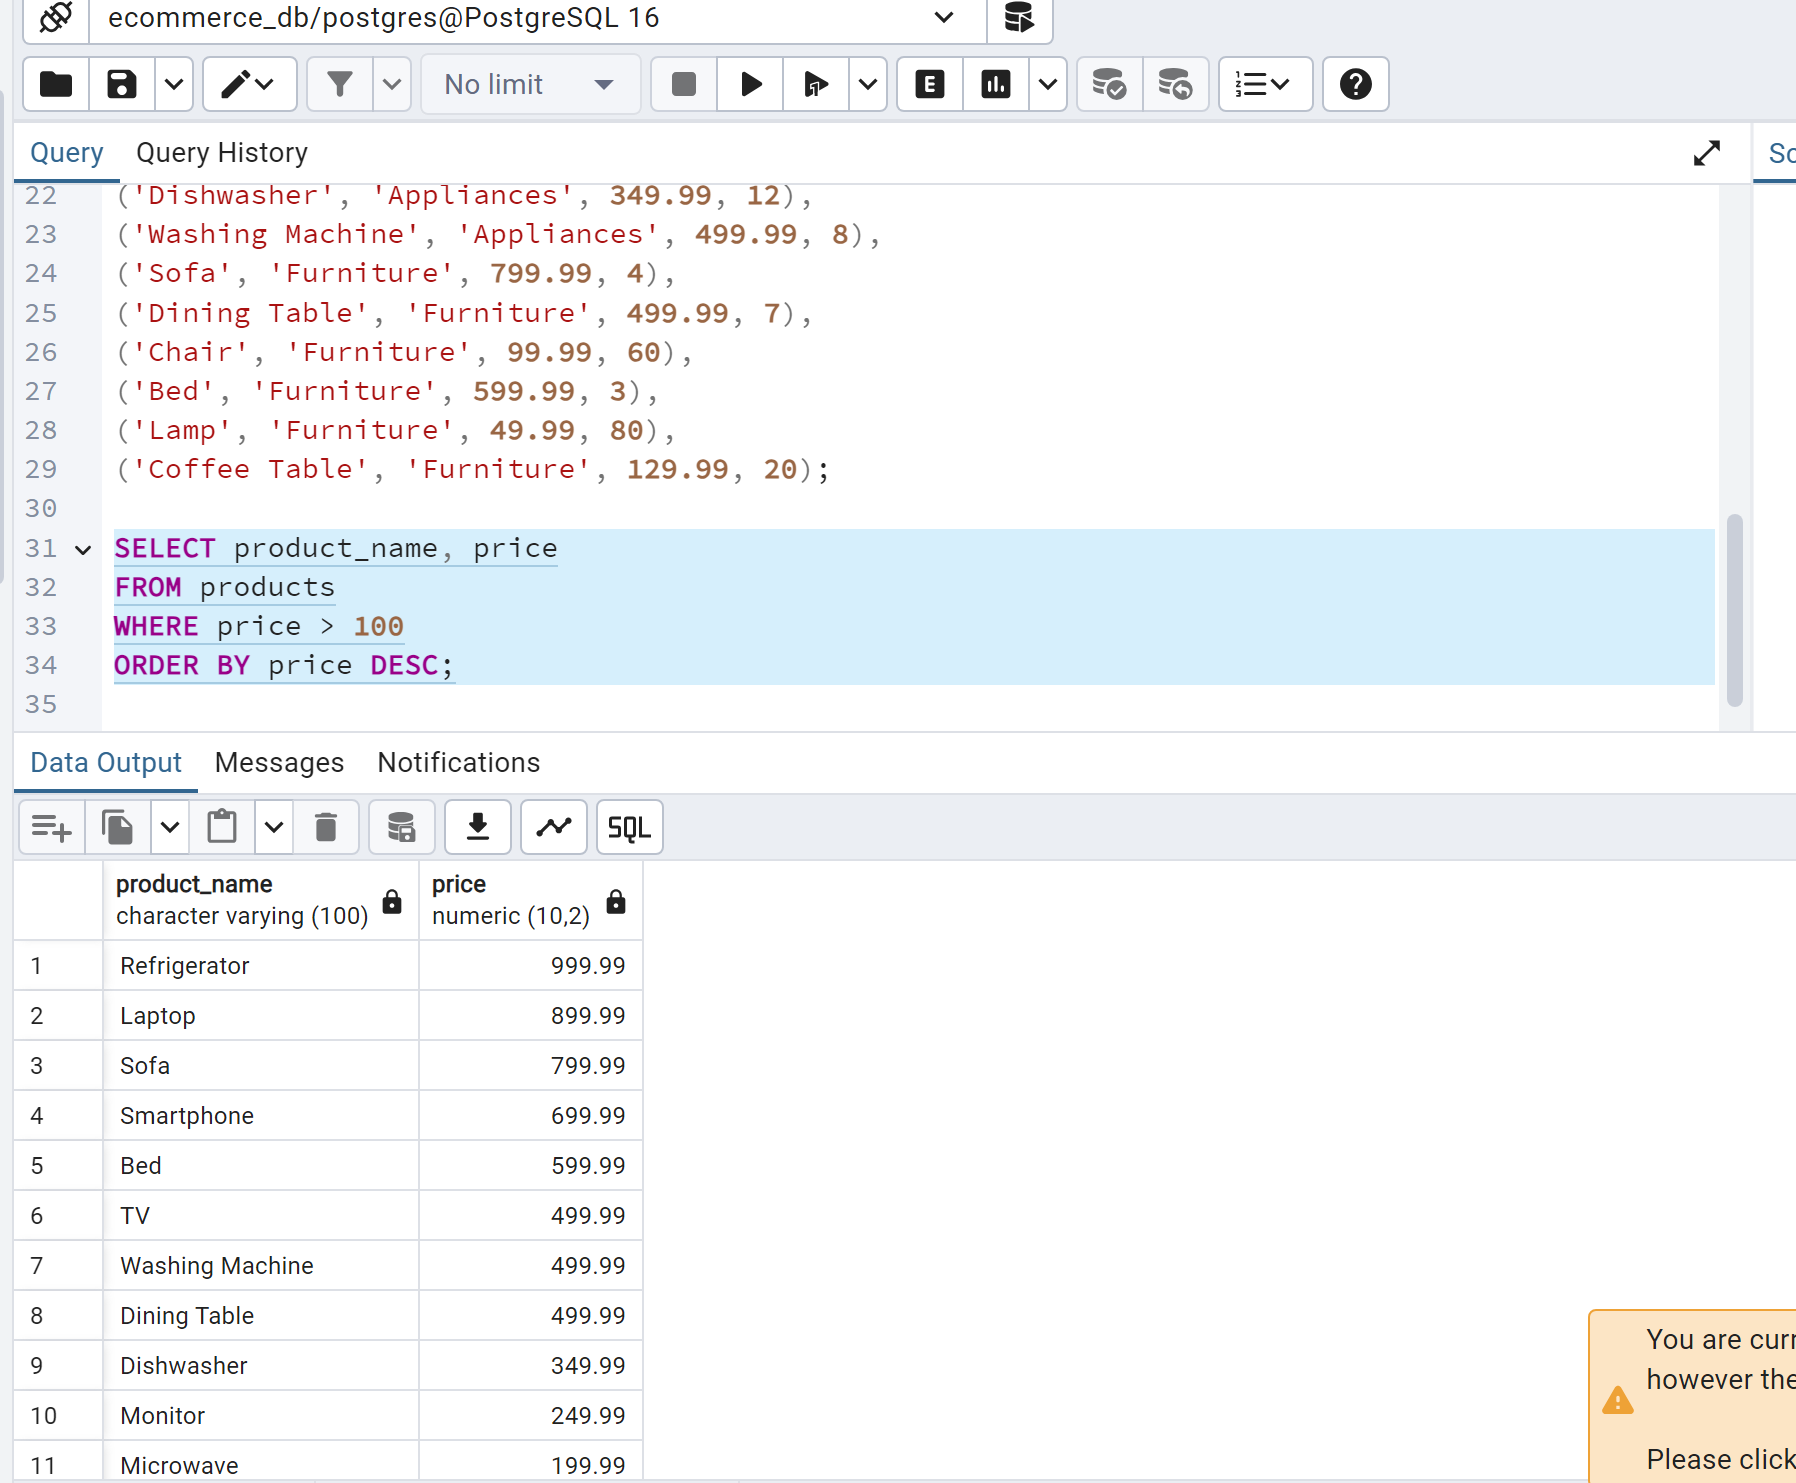 ecommerce_db/postgres@PostgreSQL 16
No limit
E
Query Query History
22 ('Dishwasher', 'Appliances', 349.99, 12),
23 ('Washing Machine', 'Appliances', 499.99, 8),
24 ('Sofa', 'Furniture', 799.99, 4),
25 ('Dining Table', 'Furniture', 499.99, 7),
26 ('Chair', 'Furniture', 99.99, 60),
27 ('Bed', 'Furniture', 599.99, 3),
28 ('Lamp', 'Furniture', 49.99, 80),
29 ('Coffee Table', 'Furniture', 129.99, 20);
30
31 SELECT product_name, price
32 FROM products
33 WHERE price > 100
34 ORDER BY price DESC;
35
Data Output Messages Notifications
SQL
product_name price
character varying (100) numeric (10,2)
1 Refrigerator 999.99
2 Laptop 899.99
3 Sofa 799.99
4 Smartphone 699.99
5 Bed 599.99
6 TV 499.99
7 Washing Machine 499.99
8 Dining Table 499.99
9 Dishwasher 349.99
10 Monitor 249.99
11 Microwave 199.99
You are
however
Please click